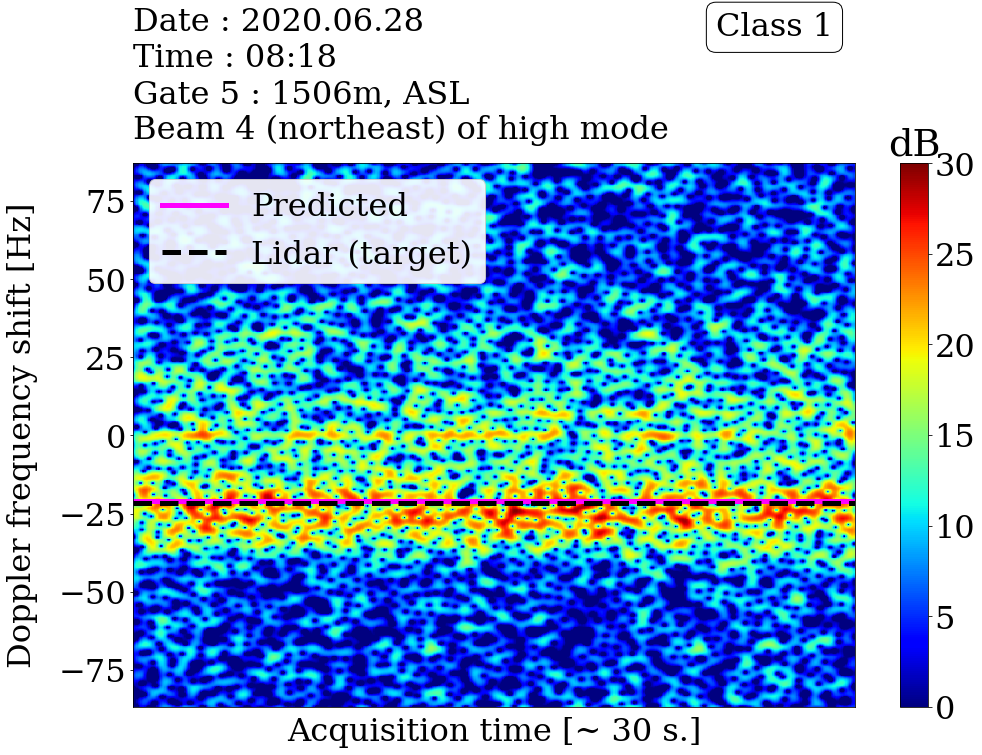 Date : 2020.06.28
Time : 08:18
Gate 5 : 1506m, ASL
Beam 4 (northeast) of high mode
Class 1
dB
Predicted
Lidar (target)
Doppler frequency shift [Hz]
75
50
25
0
−25
−50
−75
30
25
20
15
10
5
0
Acquisition time [~ 30 s.]